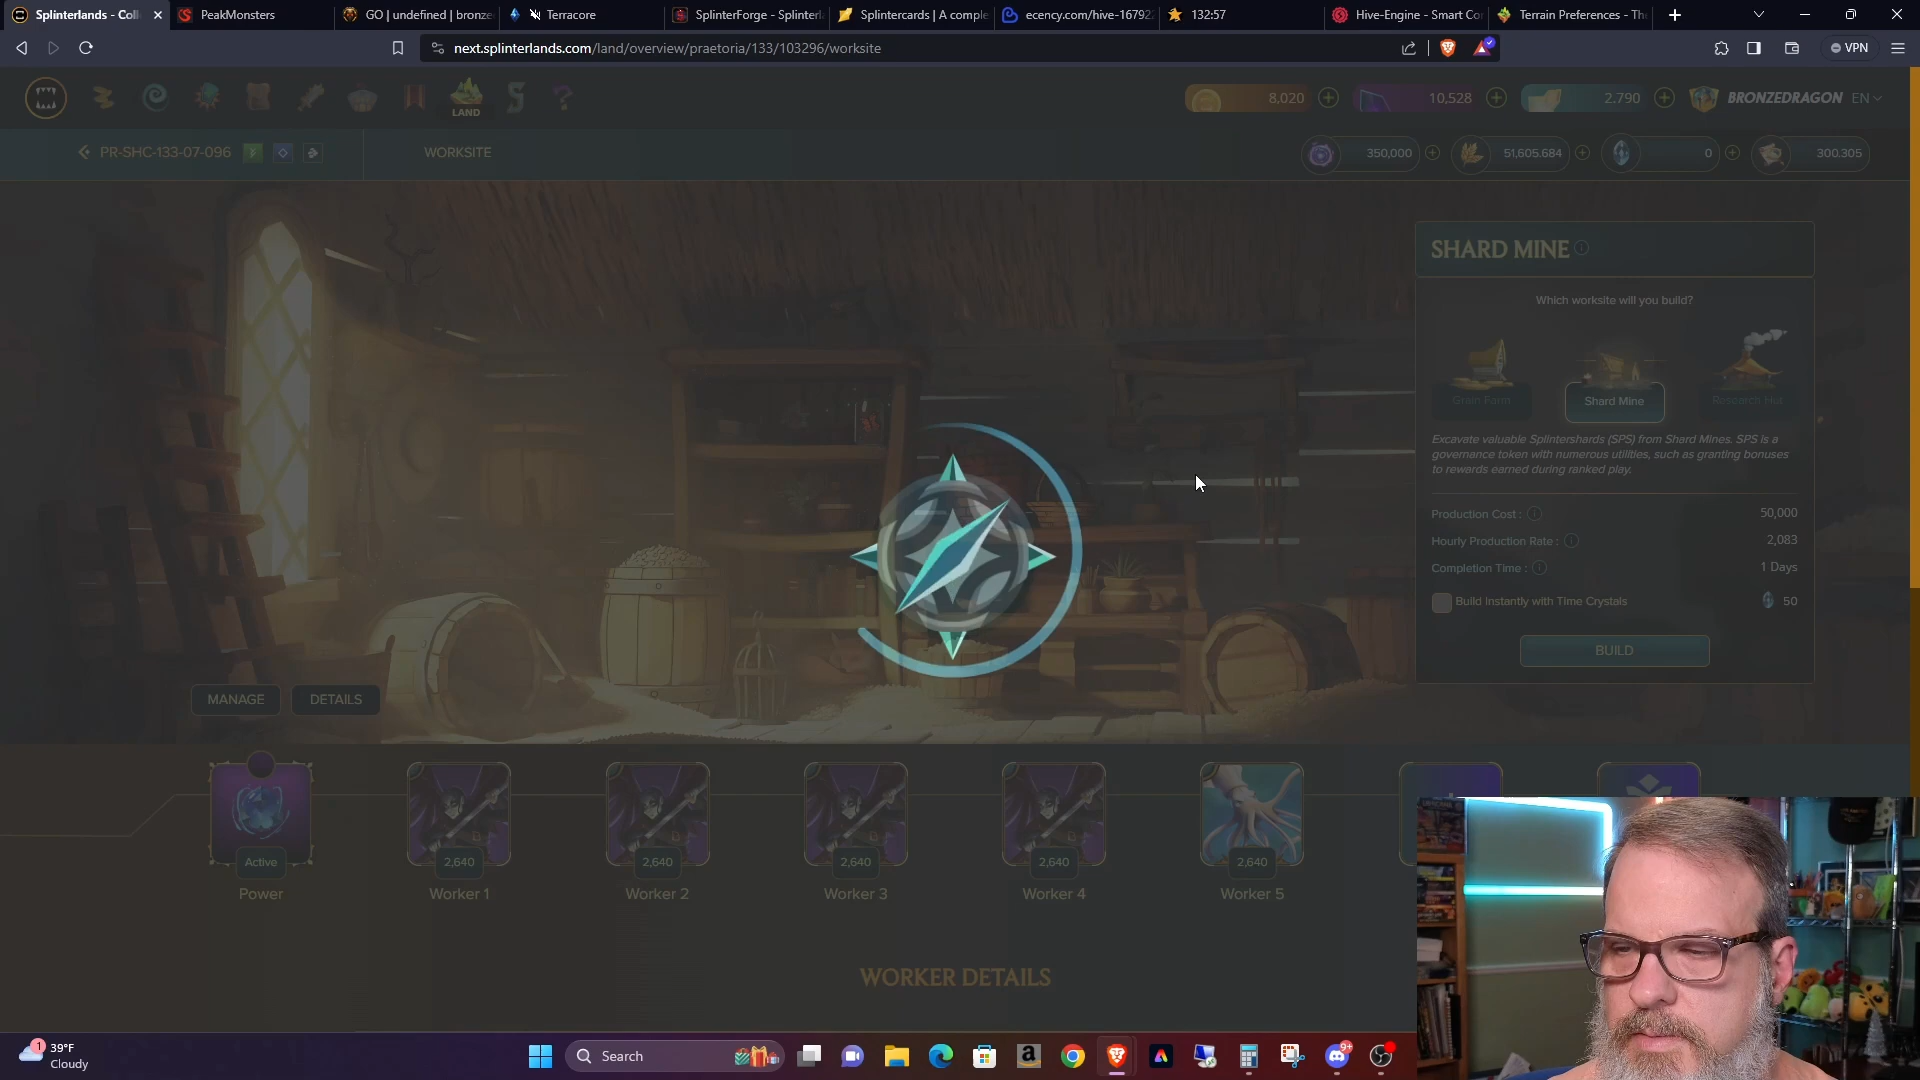 Splinterlands - Coll
PeakMonsters
GO | undefined | bronze
Terracore
SplinterForge - Splinterl
Splintercards | A comple
ecency.com/hive-16792
132:57
Hive-Engine - Smart Co
Terrain Preferences - Th
next.splinterlands.com/land/overview/praetoria/133/103296/worksite
VPN
LAND
8,020
10,528
2.790
BRONZEDRAGON
EN
PR-SHC-133-07-096
WORKSITE
350,000
51,605.684
0
300.305
SHARD MINE
Which worksite will you build?
Grain Farm
Shard Mine
Research Hut
Excavate valuable Splintershards (SPS) from Shard Mines. SPS is a
governance token with numerous utilities, such as granting bonuses
to rewards earned during ranked play.
Production Cost :
50,000
Hourly Production Rate :
2,083
Completion Time :
1 Days
Build Instantly with Time Crystals
50
BUILD
MANAGE
DETAILS
Active
2,640
2,640
2,640
2,640
2,640
Power
Worker 1
Worker 2
Worker 3
Worker 4
Worker 5
WORKER DETAILS
1
39°F
Cloudy
Search
9+